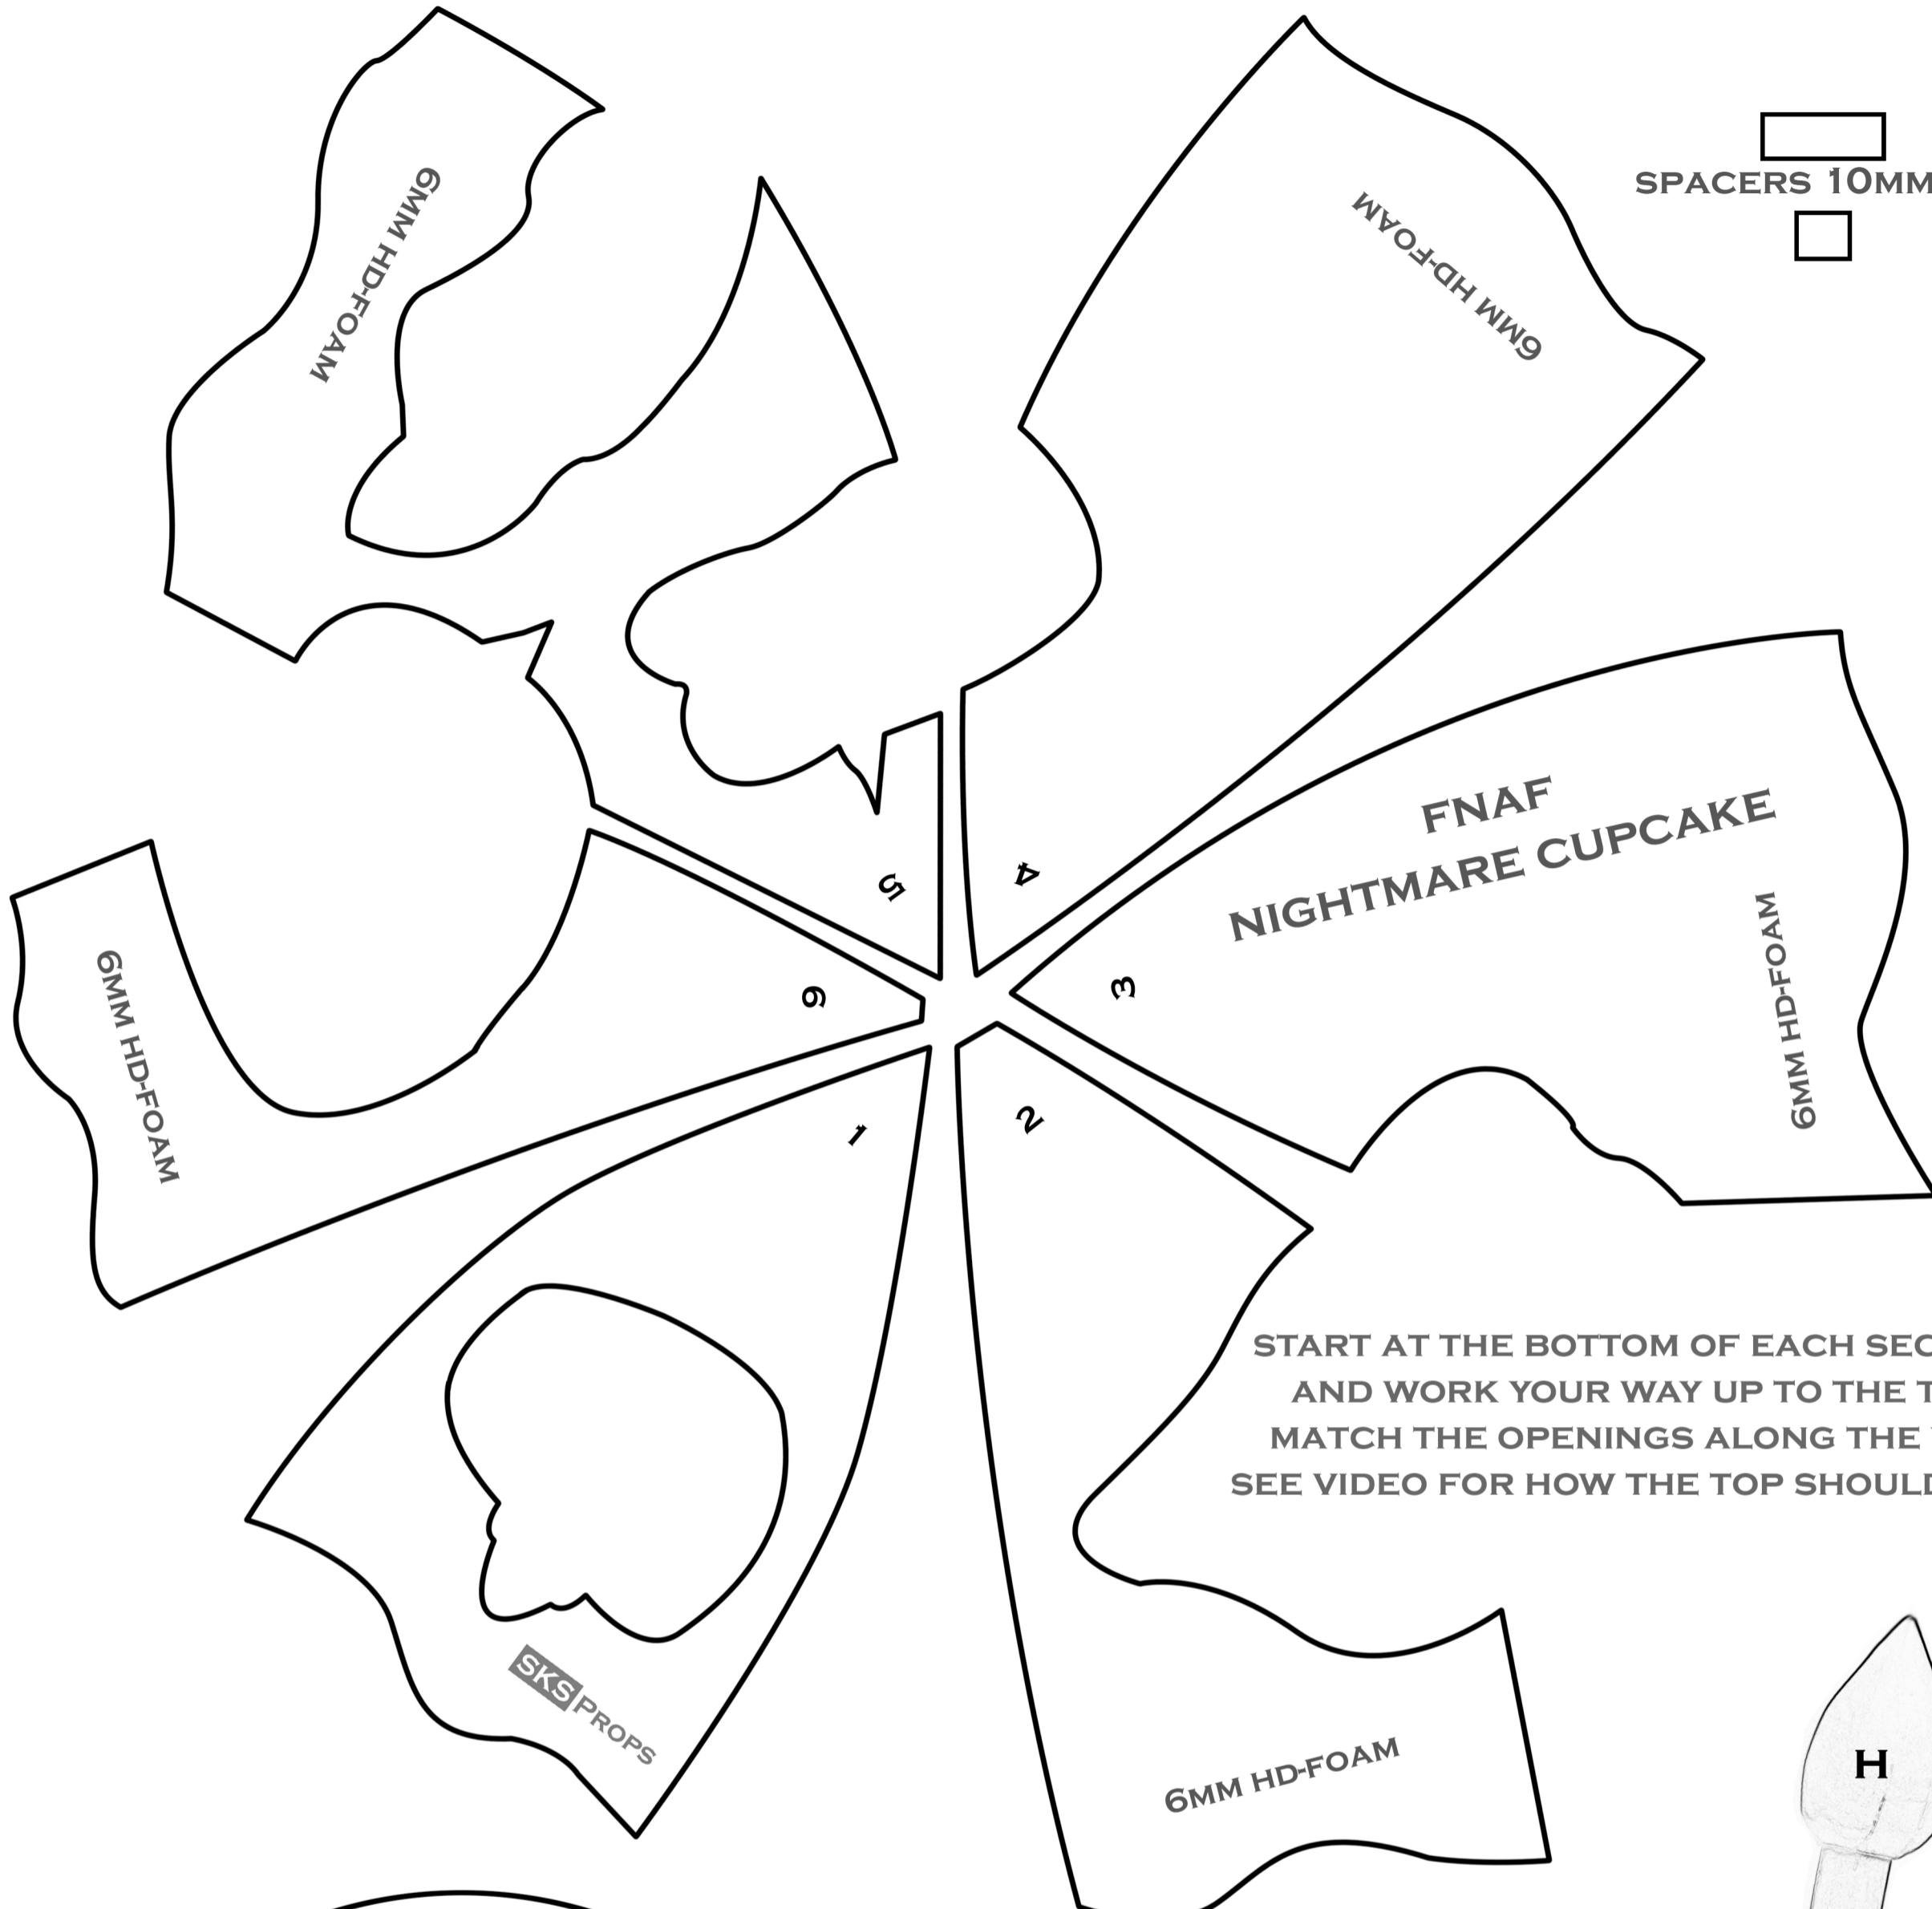 6MM HD-FOAM
6MM HD-FOAM
SPACERS 10MM
FNAF
NIGHTMARE CUPCAKE
6MM HD-FOAM
5
4
3
6
6MM HD-FOAM
1
2
START AT THE BOTTOM OF EACH SEC
AND WORK YOUR WAY UP TO THE T
MATCH THE OPENINGS ALONG THE
SEE VIDEO FOR HOW THE TOP SHOULD
SKS PROPS
6MM HD-FOAM
H